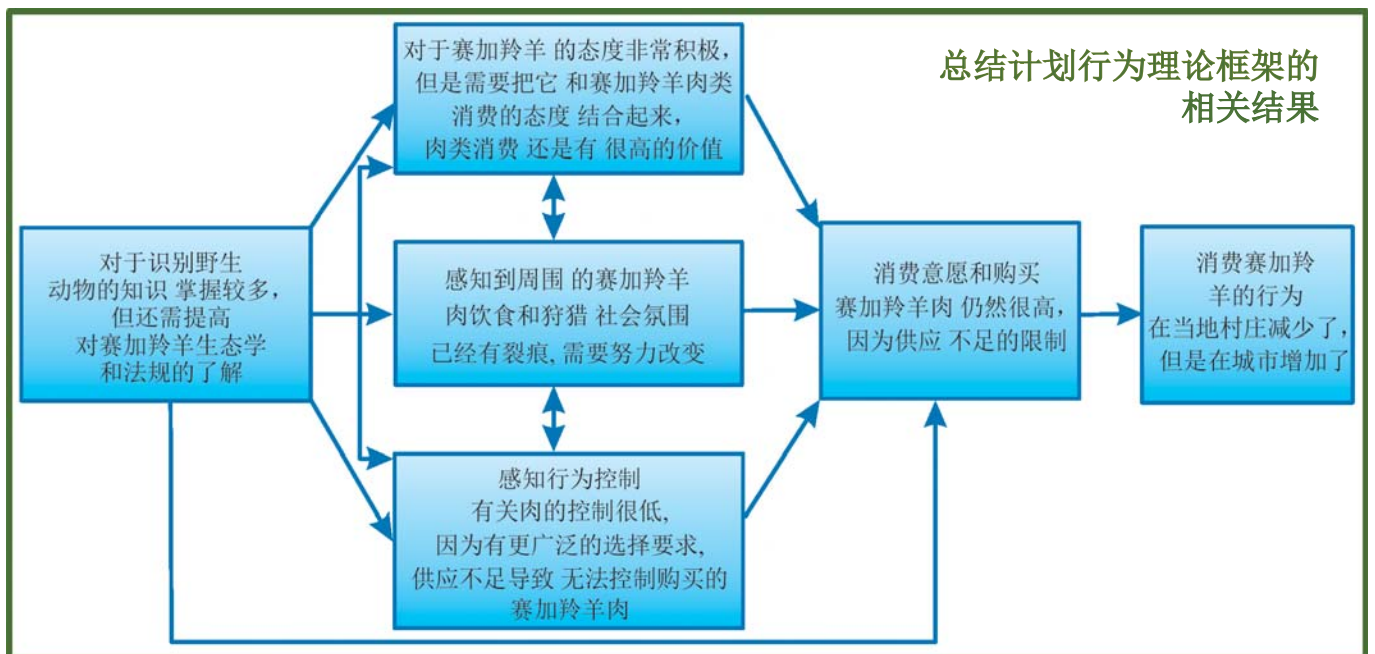 总结计划行为理论框架的
相关结果
对于赛加羚羊 的态度非常积极,
但是需要把它 和赛加羚羊肉类
消费的态度 结合起来,
肉类消费 还是有 很高的价值
对于识别野生
动物的知识 掌握较多,
但还需提高
对赛加羚羊生态学
和法规的了解
感知到周围 的赛加羚羊
肉饮食和狩猎 社会氛围
已经有裂痕, 需要努力改变
感知行为控制
有关肉的控制很低,
因为有更广泛的选择要求,
供应不足导致 无法控制购买的
赛加羚羊肉
消费意愿和购买
赛加羚羊肉 仍然很高,
因为供应 不足的限制
消费赛加羚
羊的行为
在当地村庄减少了,
但是在城市增加了